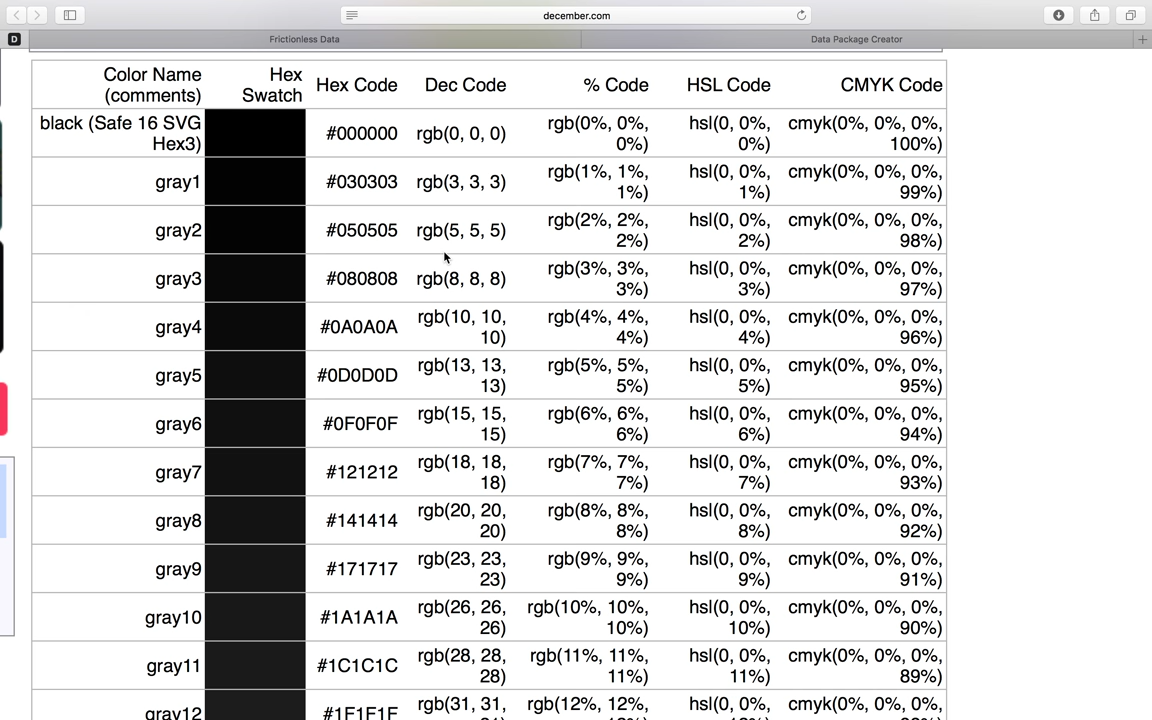 december.com
D
Frictionless Data
Data Package Creator
Color Name (comments) Hex Swatch Hex Code Dec Code % Code HSL Code CMYK Code
black (Safe 16 SVG Hex3) #000000 rgb(0, 0, 0) rgb(0%, 0%, 0%) hsl(0, 0%, 0%) cmyk(0%, 0%, 0%, 100%)
gray1 #030303 rgb(3, 3, 3) rgb(1%, 1%, 1%) hsl(0, 0%, 1%) cmyk(0%, 0%, 0%, 99%)
gray2 #050505 rgb(5, 5, 5) rgb(2%, 2%, 2%) hsl(0, 0%, 2%) cmyk(0%, 0%, 0%, 98%)
gray3 #080808 rgb(8, 8, 8) rgb(3%, 3%, 3%) hsl(0, 0%, 3%) cmyk(0%, 0%, 0%, 97%)
gray4 #0A0A0A rgb(10, 10, 10) rgb(4%, 4%, 4%) hsl(0, 0%, 4%) cmyk(0%, 0%, 0%, 96%)
gray5 #0D0D0D rgb(13, 13, 13) rgb(5%, 5%, 5%) hsl(0, 0%, 5%) cmyk(0%, 0%, 0%, 95%)
gray6 #0F0F0F rgb(15, 15, 15) rgb(6%, 6%, 6%) hsl(0, 0%, 6%) cmyk(0%, 0%, 0%, 94%)
gray7 #121212 rgb(18, 18, 18) rgb(7%, 7%, 7%) hsl(0, 0%, 7%) cmyk(0%, 0%, 0%, 93%)
gray8 #141414 rgb(20, 20, 20) rgb(8%, 8%, 8%) hsl(0, 0%, 8%) cmyk(0%, 0%, 0%, 92%)
gray9 #171717 rgb(23, 23, 23) rgb(9%, 9%, 9%) hsl(0, 0%, 9%) cmyk(0%, 0%, 0%, 91%)
gray10 #1A1A1A rgb(26, 26, 26) rgb(10%, 10%, 10%) hsl(0, 0%, 10%) cmyk(0%, 0%, 0%, 90%)
gray11 #1C1C1C rgb(28, 28, 28) rgb(11%, 11%, 11%) hsl(0, 0%, 11%) cmyk(0%, 0%, 0%, 89%)
gray12 #1F1F1F rgb(31, 31, rgb(12%, 12%, hsl(0, 0%, cmyk(0%, 0%, 0%,